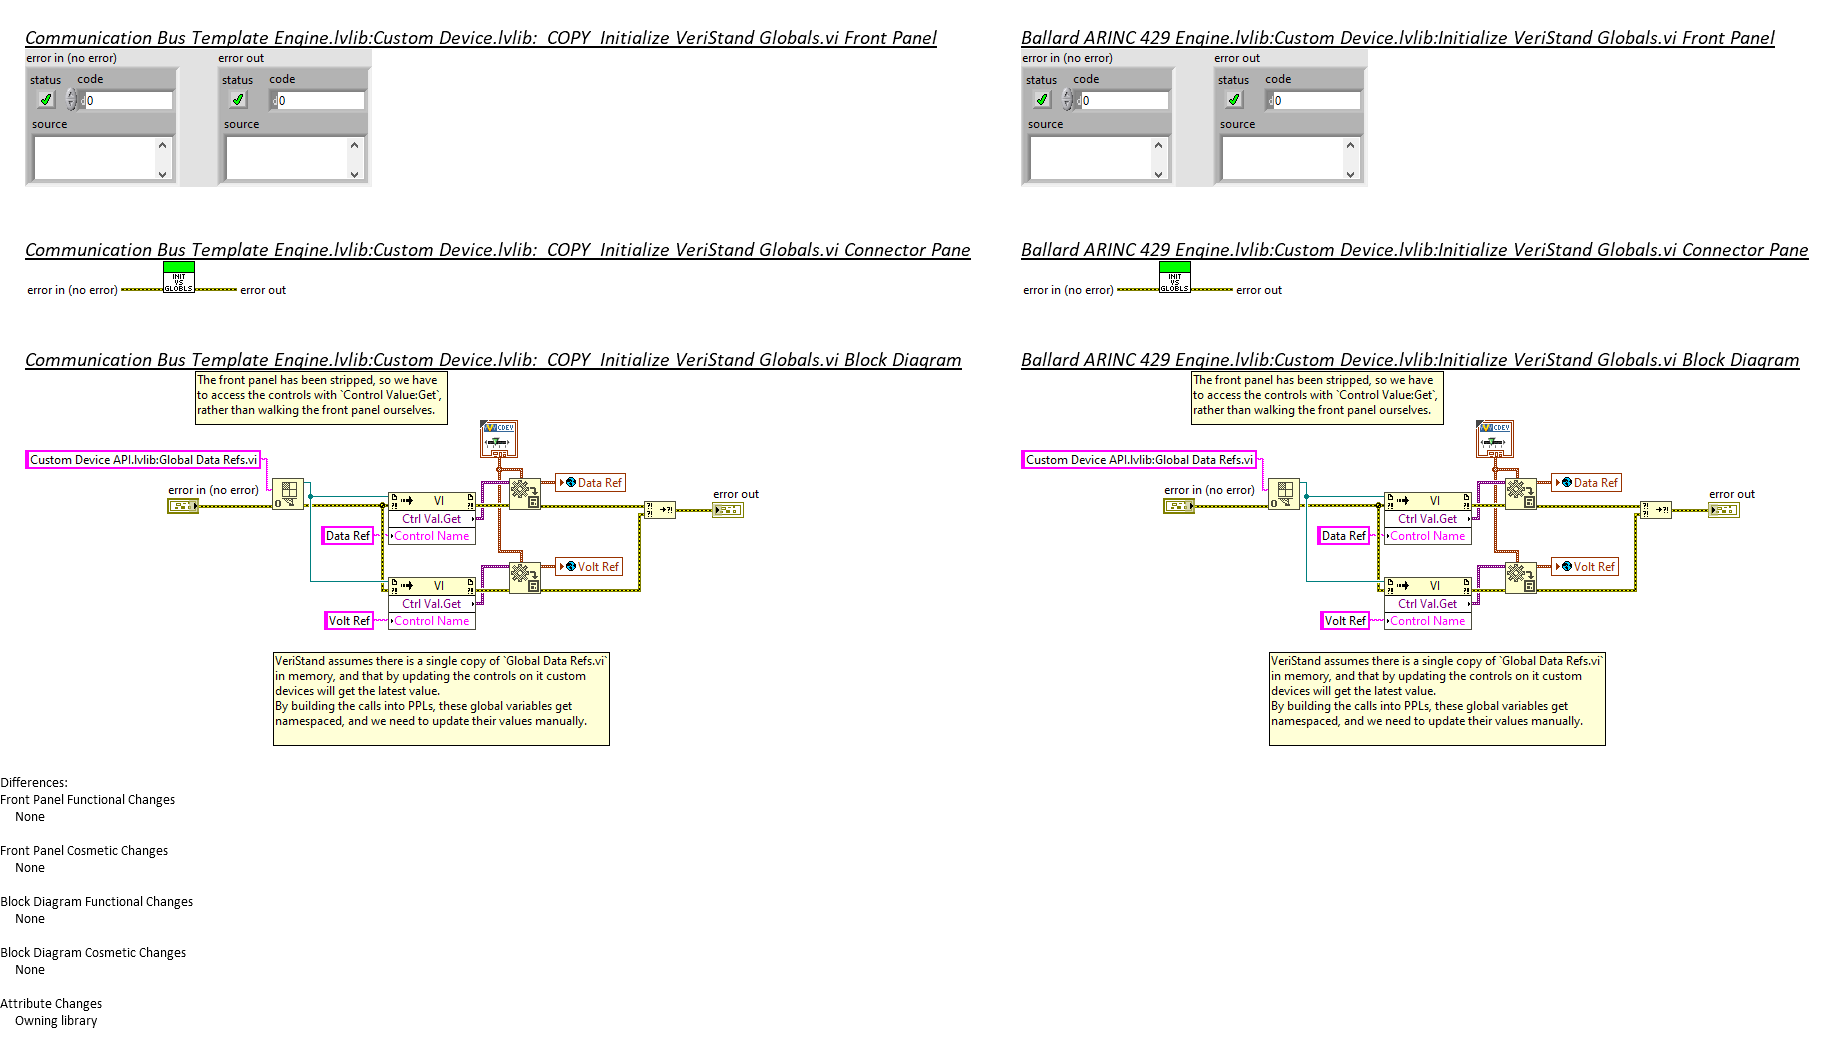 Communication Bus Template Engine.lvlib:Custom Device.lvlib:  COPY  Initialize VeriStand Globals.vi Front Panel
error in (no error)
error out
status
code
status
code
0
0
source
source
Communication Bus Template Engine.lvlib:Custom Device.lvlib:  COPY  Initialize VeriStand Globals.vi Connector Pane
INIT
VS
GLOBLS
error in (no error)
error out
Communication Bus Template Engine.lvlib:Custom Device.lvlib:  COPY  Initialize VeriStand Globals.vi Block Diagram
The front panel has been stripped, so we have
to access the controls with `Control Value:Get`,
rather than walking the front panel ourselves.
CDEV
Custom Device API.lvlib:Global Data Refs.vi
error in (no error)
Data Ref
VI
Ctrl Val.Get
Data Ref
Control Name
error out
Volt Ref
VI
Ctrl Val.Get
Volt Ref
Control Name
VeriStand assumes there is a single copy of `Global Data Refs.vi`
in memory, and that by updating the controls on it custom
devices will get the latest value.
By building the calls into PPLs, these global variables get
namespaced, and we need to update their values manually.
Ballard ARINC 429 Engine.lvlib:Custom Device.lvlib:Initialize VeriStand Globals.vi Front Panel
error in (no error)
error out
status
code
status
code
0
0
source
source
Ballard ARINC 429 Engine.lvlib:Custom Device.lvlib:Initialize VeriStand Globals.vi Connector Pane
INIT
VS
GLOBLS
error in (no error)
error out
Ballard ARINC 429 Engine.lvlib:Custom Device.lvlib:Initialize VeriStand Globals.vi Block Diagram
The front panel has been stripped, so we have
to access the controls with `Control Value:Get`,
rather than walking the front panel ourselves.
CDEV
Custom Device API.lvlib:Global Data Refs.vi
error in (no error)
Data Ref
VI
Ctrl Val.Get
Data Ref
Control Name
error out
Volt Ref
VI
Ctrl Val.Get
Volt Ref
Control Name
VeriStand assumes there is a single copy of `Global Data Refs.vi`
in memory, and that by updating the controls on it custom
devices will get the latest value.
By building the calls into PPLs, these global variables get
namespaced, and we need to update their values manually.
Differences:
Front Panel Functional Changes
None
Front Panel Cosmetic Changes
None
Block Diagram Functional Changes
None
Block Diagram Cosmetic Changes
None
Attribute Changes
Owning library